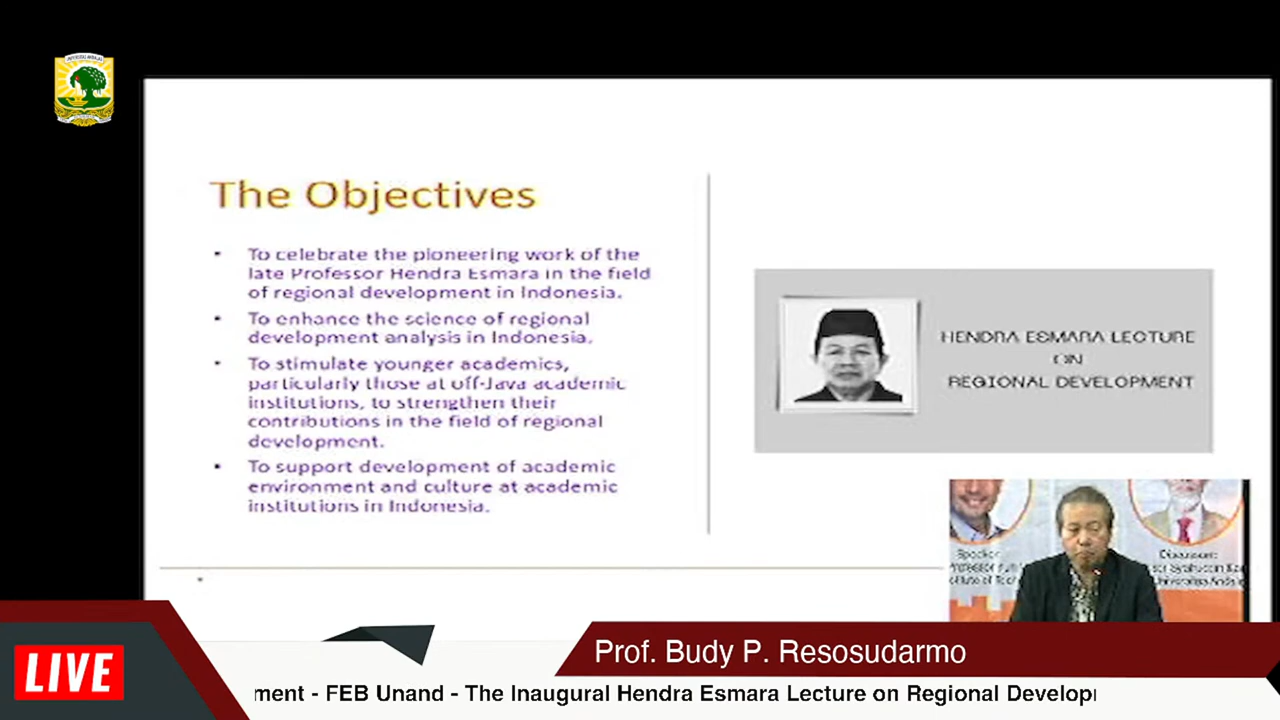 The Objectives
• To celebrate the pioneering work of the
late Professor Hendra Esmara in the field
of regional development in Indonesia.
• To enhance the science of regional
development analysis in Indonesia.
• To stimulate younger academics,
particularly those at off-Java academic
institutions, to strengthen their
contributions in the field of regional
development.
• To support development of academic
environment and culture at academic
institutions in Indonesia.
HENDRA ESMARA LECTURE
ON
REGIONAL DEVELOPMENT
Speaker
Discussant
LIVE
Prof. Budy P. Resosudarmo
ment - FEB Unand - The Inaugural Hendra Esmara Lecture on Regional Develop